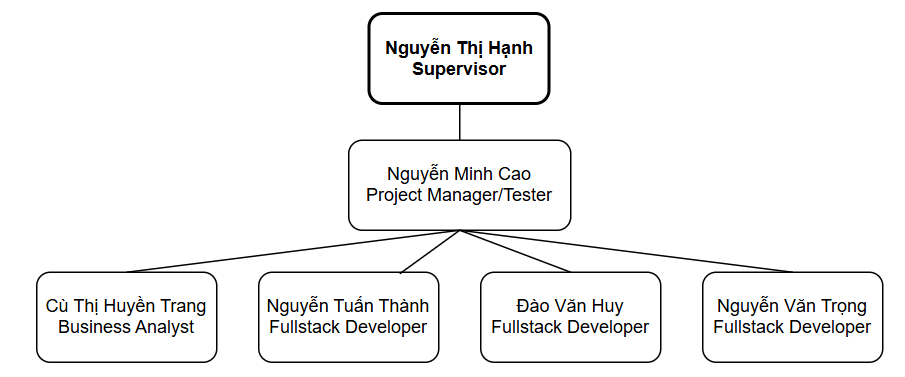 Nguyễn Thị Hạnh
Supervisor
Nguyễn Minh Cao
Project Manager/Tester
Cù Thị Huyền Trang
Business Analyst
Nguyễn Tuấn Thành
Fullstack Developer
Đào Văn Huy
Fullstack Developer
Nguyễn Văn Trọng
Fullstack Developer